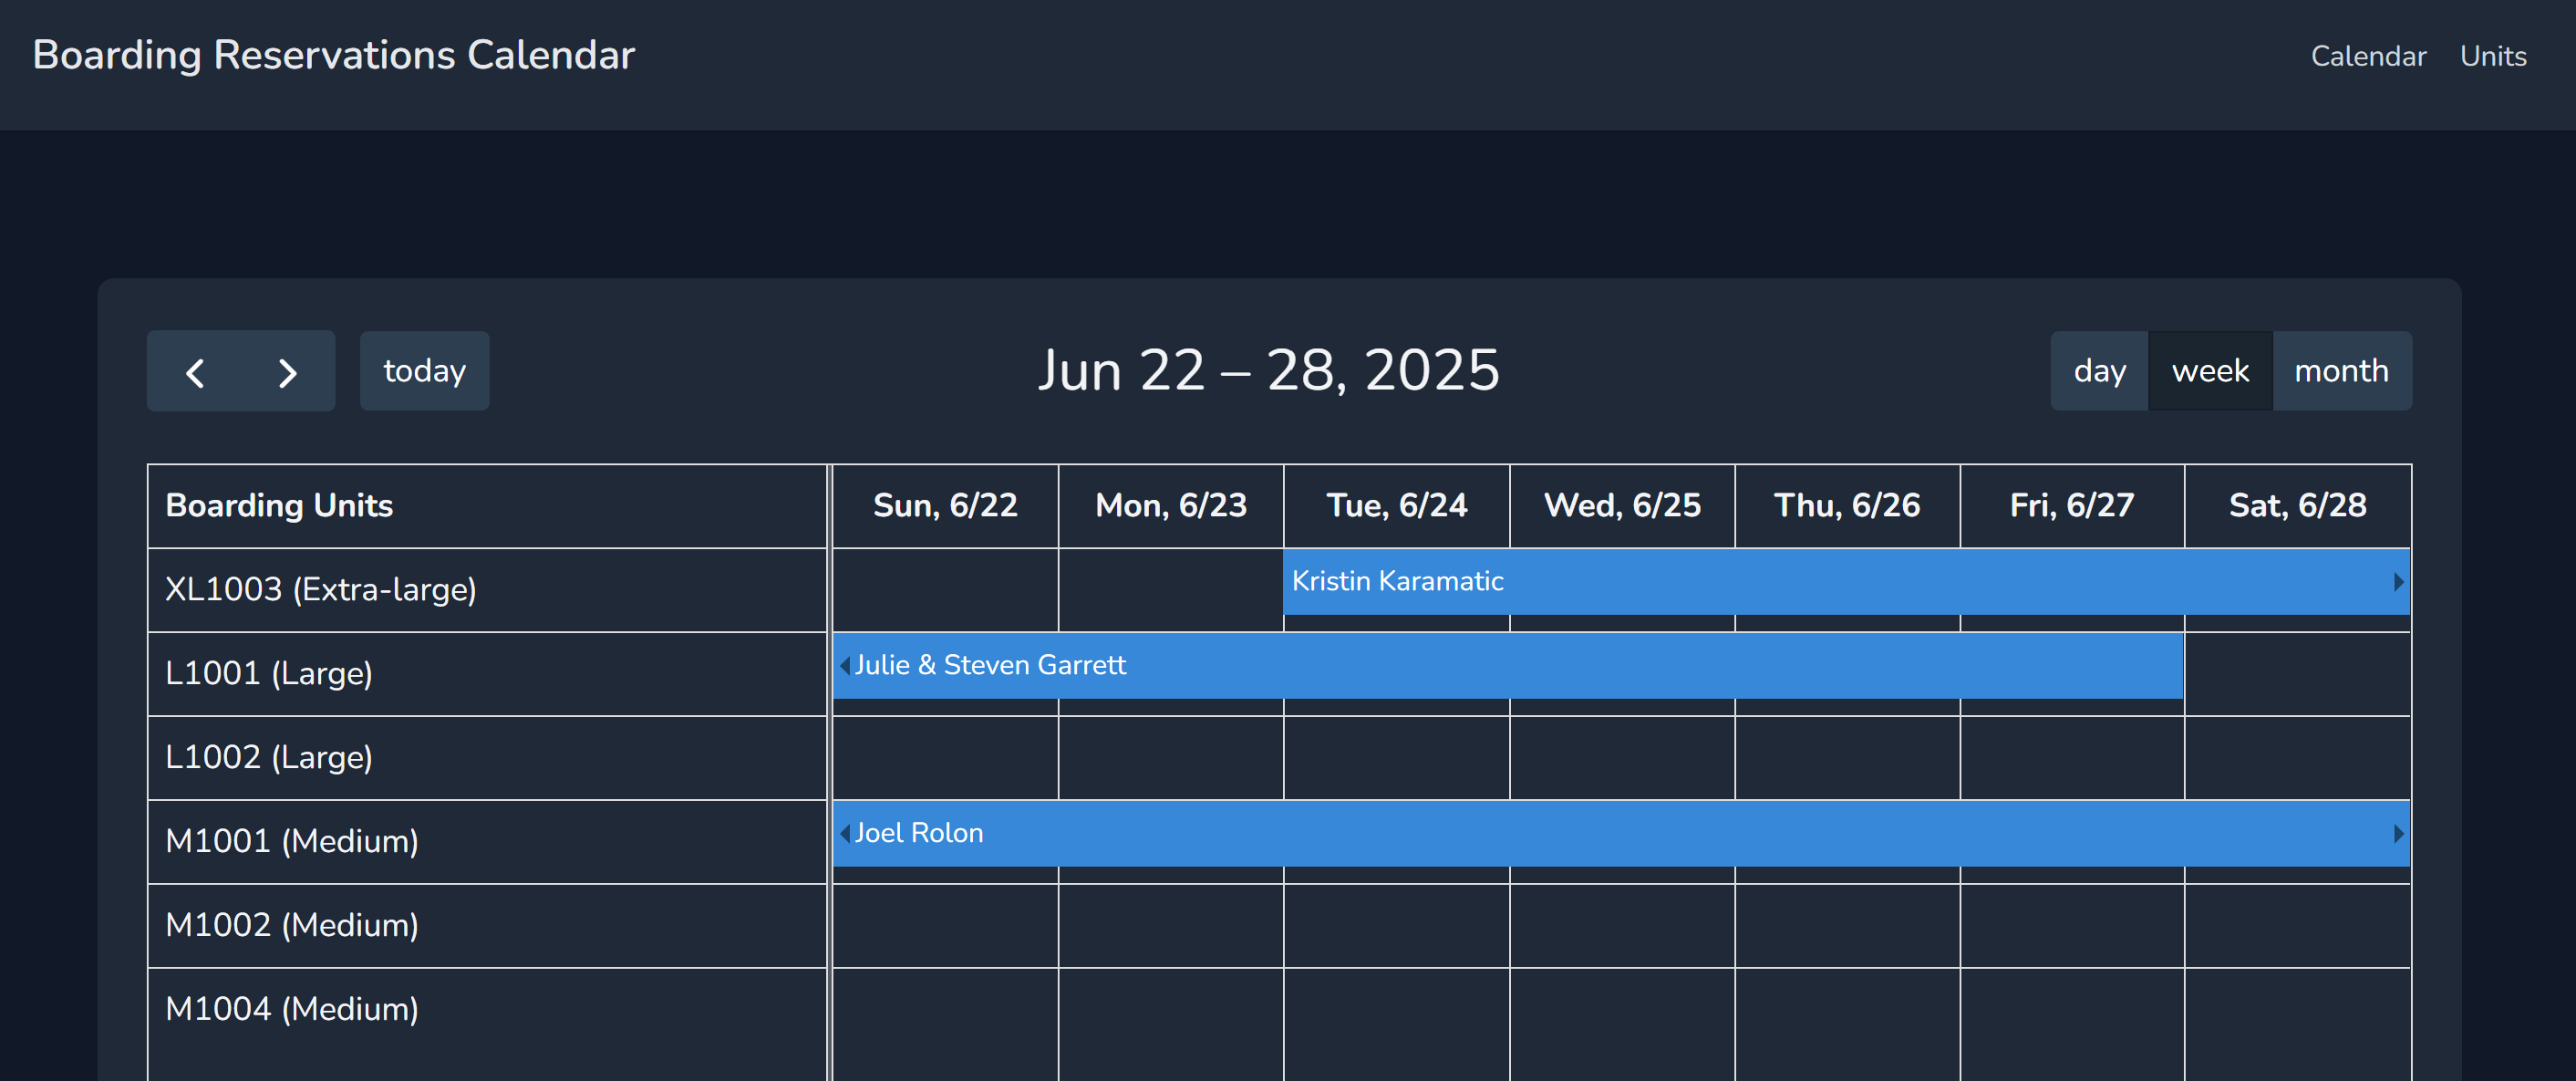 Boarding Reservations Calendar
Calendar Units
today
Jun 22 – 28, 2025
day week month
Boarding Units Sun, 6/22 Mon, 6/23 Tue, 6/24 Wed, 6/25 Thu, 6/26 Fri, 6/27 Sat, 6/28
XL1003 (Extra-large) Kristin Karamatic
L1001 (Large) Julie & Steven Garrett
L1002 (Large)
M1001 (Medium) Joel Rolon
M1002 (Medium)
M1004 (Medium)